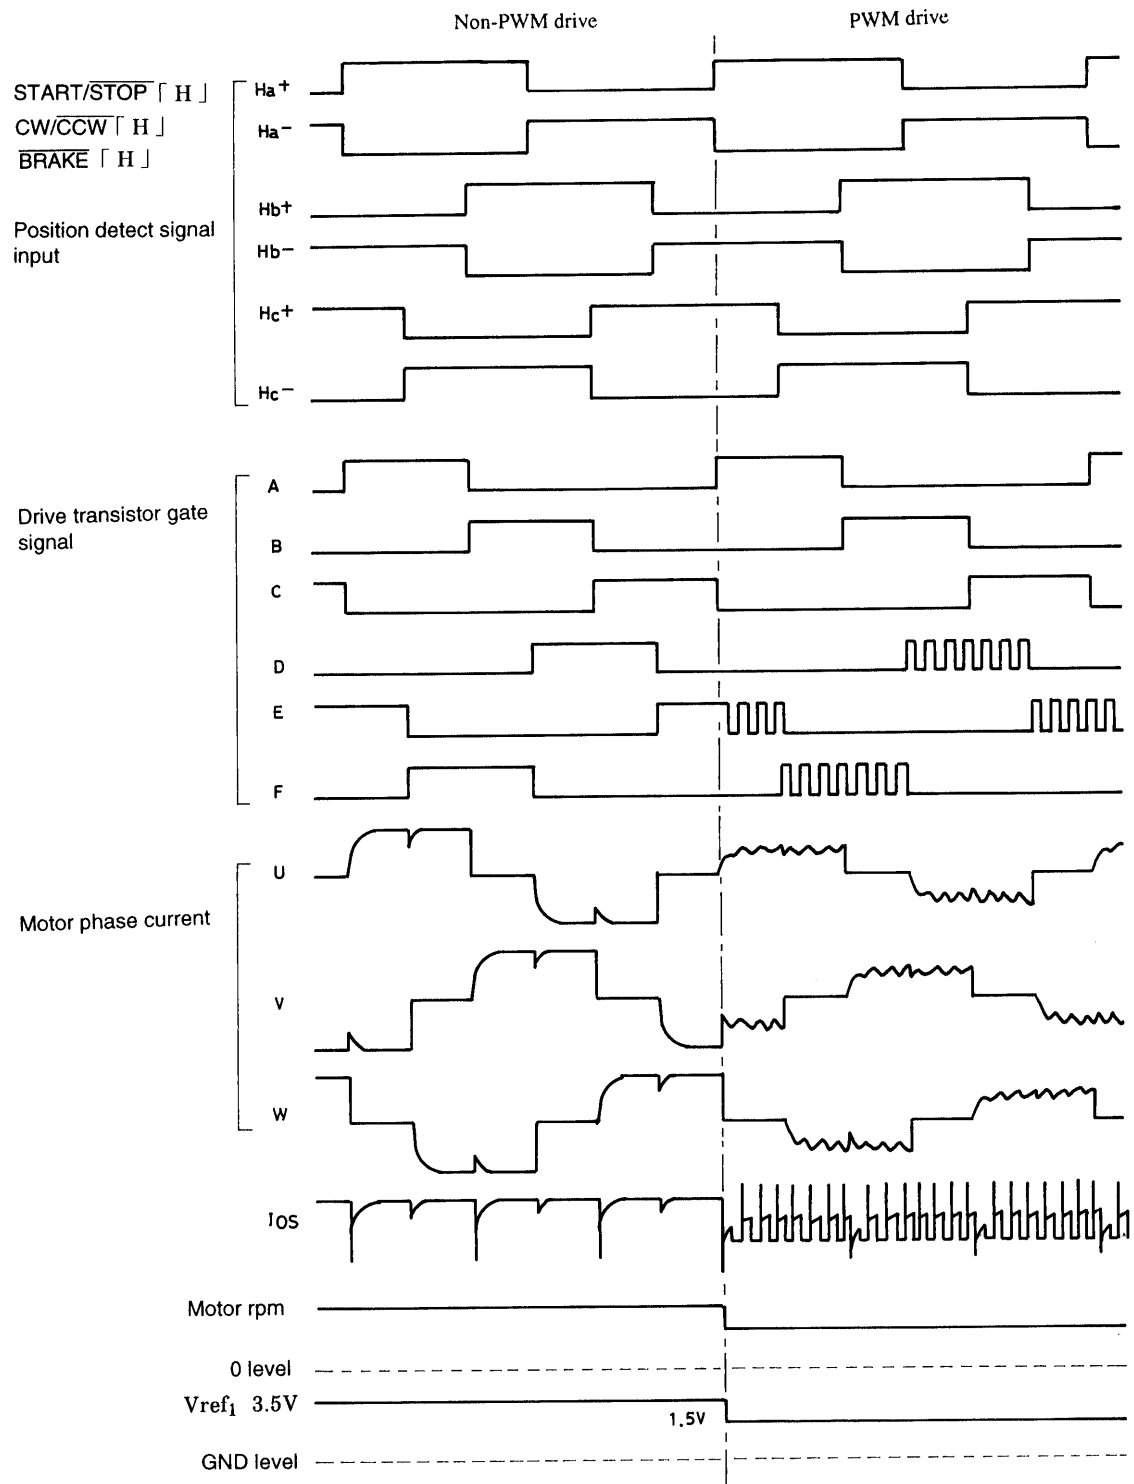 Non-PWM drive
PWM drive
START/STOP「H」
CW/CCW「H」
BRAKE「H」
Position detect signal
input
Ha+
Ha−
Hb+
Hb−
Hc+
Hc−
Drive transistor gate
signal
A
B
C
D
E
F
Motor phase current
U
V
W
IOS
Motor rpm
0 level
Vref1 3.5V
1.5V
GND level